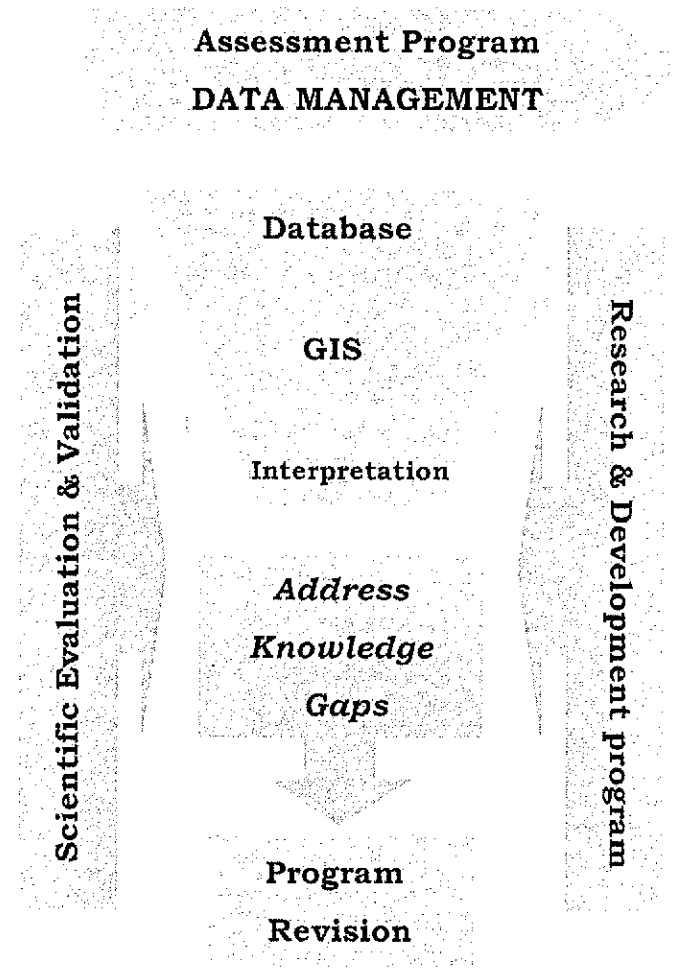 Assessment Program
DATA MANAGEMENT
Database
GIS
Interpretation
Address
Knowledge
Gaps
Program
Revision
Scientific Evaluation & Validation
Research & Development program